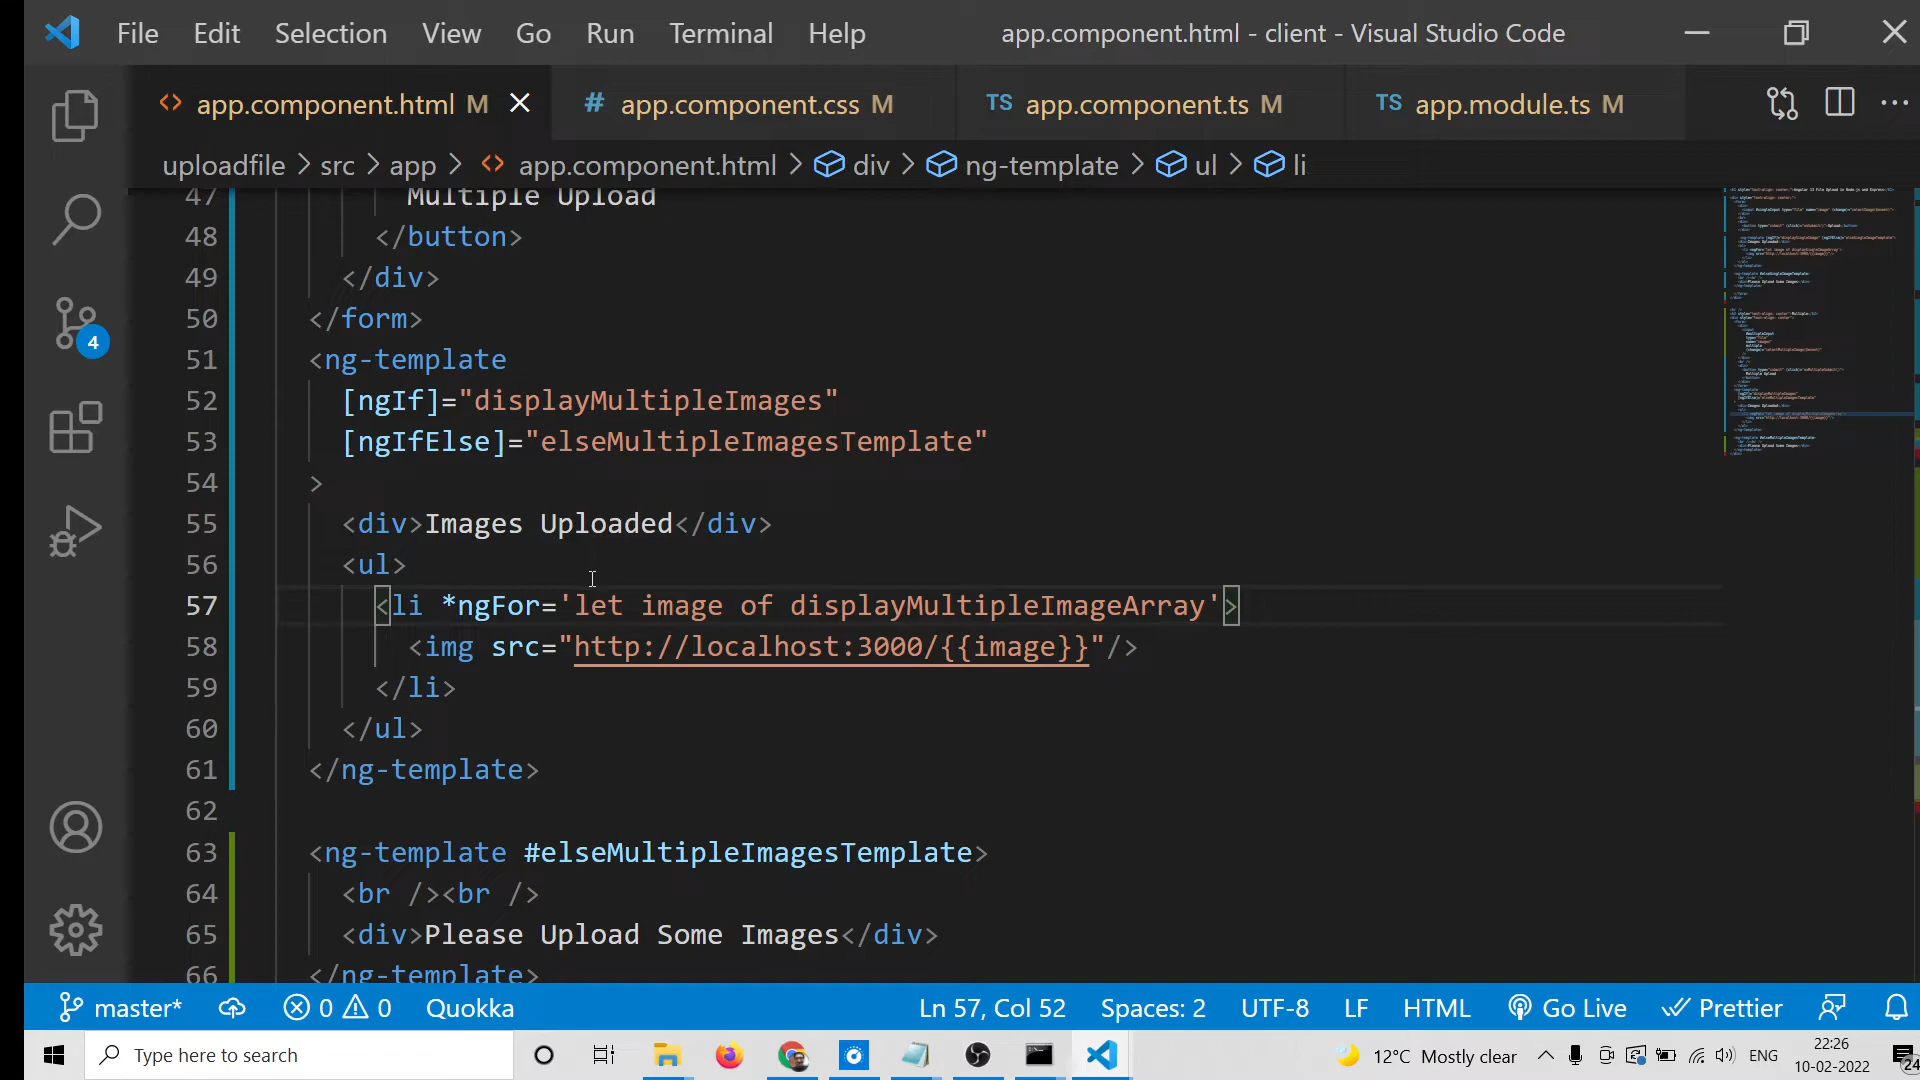 File Edit Selection View Go Run Terminal Help app.component.html - client - Visual Studio Code
app.component.html M app.component.css M TS app.component.ts M TS app.module.ts M
uploadfile > src > app > app.component.html > div > ng-template > ul > li
47 Multiple Upload
48 </button>
49 </div>
50 </form>
51 <ng-template
52 [ngIf]="displayMultipleImages"
53 [ngIfElse]="elseMultipleImagesTemplate"
54 >
55 <div>Images Uploaded</div>
56 <ul>
57 <li *ngFor='let image of displayMultipleImageArray'>
58 <img src="http://localhost:3000/{{image}}"/>
59 </li>
60 </ul>
61 </ng-template>
62
63 <ng-template #elseMultipleImagesTemplate>
64 <br /><br />
65 <div>Please Upload Some Images</div>
66 </ng-template>
4
master* 0 0 Quokka Ln 57, Col 52 Spaces: 2 UTF-8 LF HTML Go Live Prettier
Type here to search 12°C Mostly clear ENG 22:26
10-02-2022 24